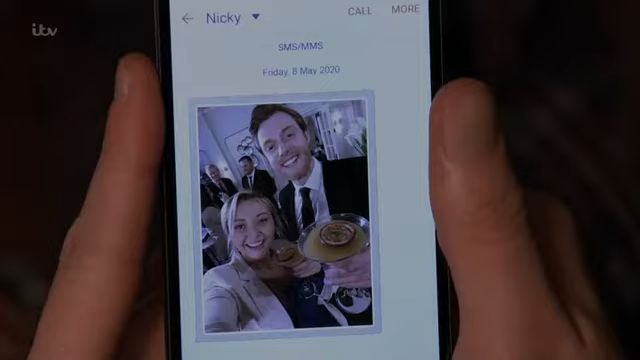 itv
Nicky
CALL
MORE
SMS/MMS
Friday, 8 May 2020